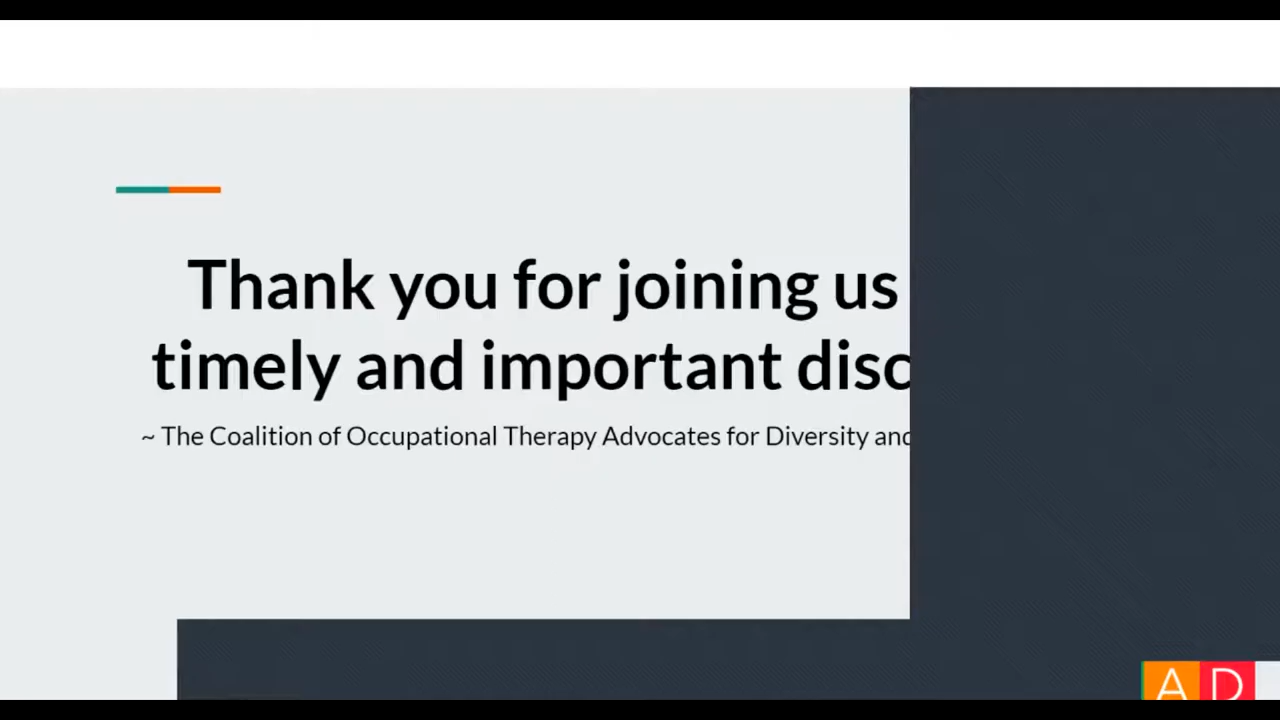 Thank you for joining us
timely and important disc
~ The Coalition of Occupational Therapy Advocates for Diversity and
A D